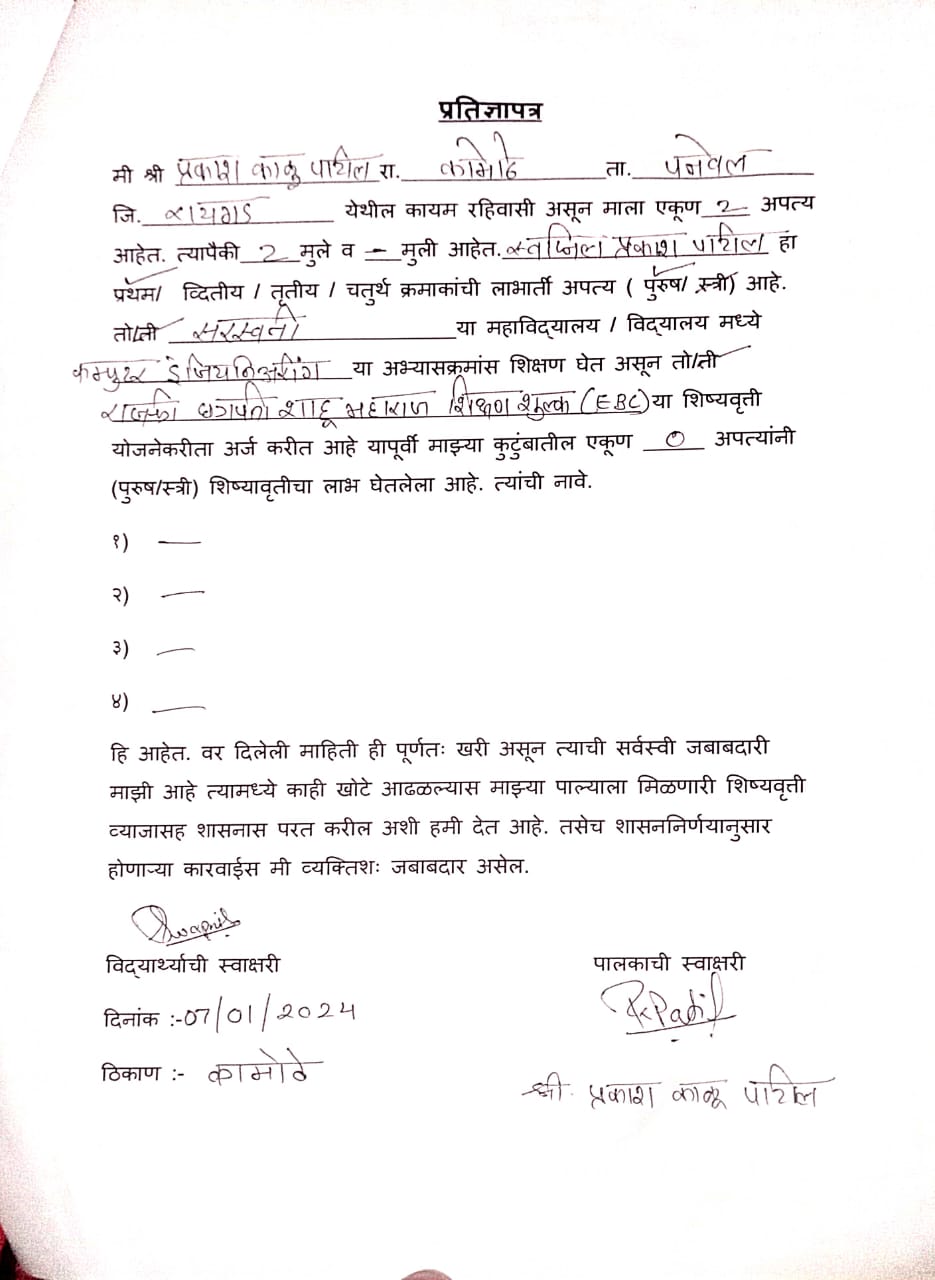 प्रतिज्ञापत्र
मी श्री प्रकाश काळू पाटील रा. कामोठे ता. पनवेल
जि. रायगड येथील कायम रहिवासी असून माला एकूण 2 अपत्य
आहेत. त्यापैकी 2 मुले व – मुली आहेत. स्वप्निल प्रकाश पाटील हा
प्रथम/ व्दितीय / तृतीय / चतुर्थ क्रमाकांची लाभार्ती अपत्य ( पुरुष/ स्त्री) आहे.
तो/ती सरस्वती या महाविद्यालय / विद्यालय मध्ये
कम्प्युटर इंजियनिअरींग या अभ्यासक्रमांस शिक्षण घेत असून तो/ती
राजर्षी छत्रपती शाहू महाराज शिक्षण शुल्क (EBC) या शिष्यवृती
योजनेकरीता अर्ज करीत आहे यापूर्वी माझ्या कुटुंबातील एकूण 0 अपत्यांनी
(पुरुष/स्त्री) शिष्यावृतीचा लाभ घेतलेला आहे. त्यांची नावे.
१) —
२) —
३) —
४) —
हि आहेत. वर दिलेली माहिती ही पूर्णतः खरी असून त्याची सर्वस्वी जबाबदारी
माझी आहे त्यामध्ये काही खोटे आढळल्यास माझ्या पाल्याला मिळणारी शिष्यवृत्ती
व्याजासह शासनास परत करील अशी हमी देत आहे. तसेच शासननिर्णयानुसार
होणाऱ्या कारवाईस मी व्यक्तिशः जबाबदार असेल.
Swapnil
विद्यार्थ्याची स्वाक्षरी पालकाची स्वाक्षरी
दिनांक :-07/01/2024 PKPatil
ठिकाण :- कामोठे
श्री. प्रकाश काळू पाटील